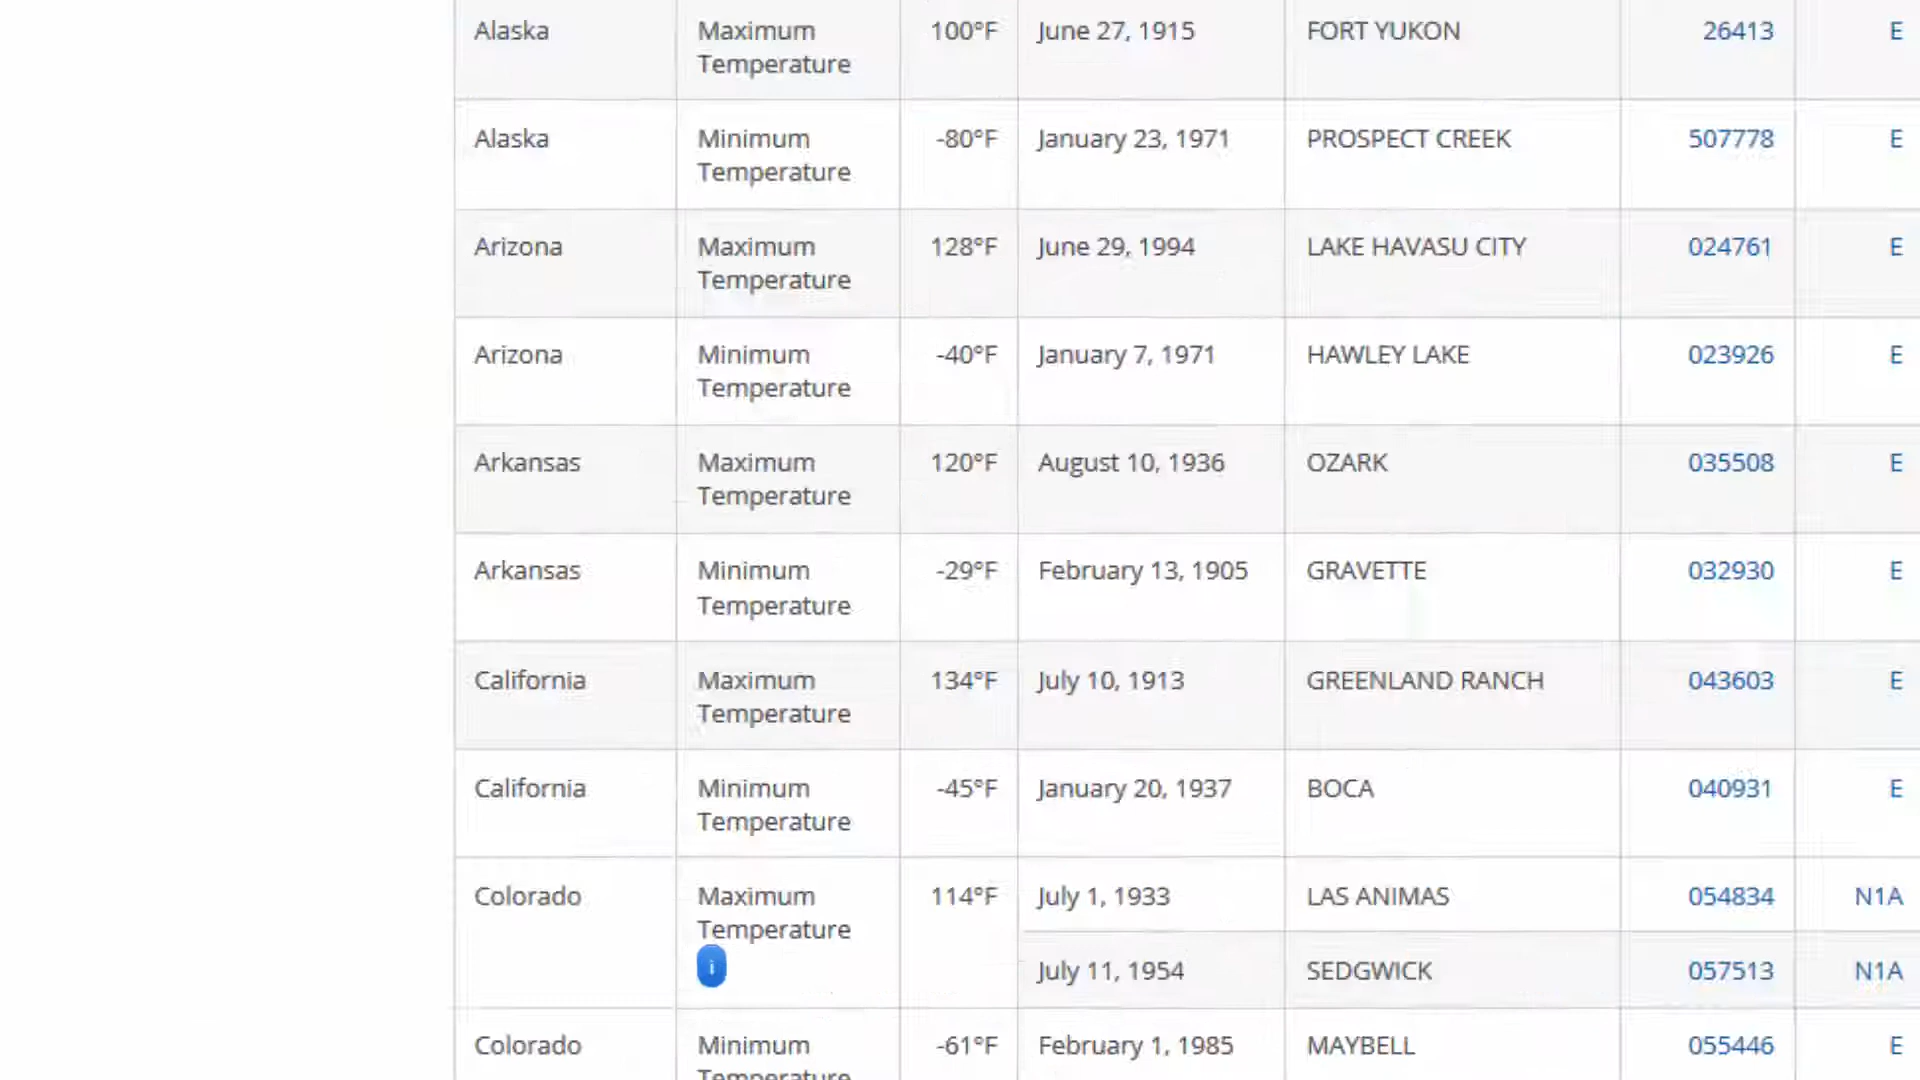 Alaska Maximum 100°F June 27, 1915 FORT YUKON 26413 E
Temperature
Alaska Minimum -80°F January 23, 1971 PROSPECT CREEK 507778 E
Temperature
Arizona Maximum 128°F June 29, 1994 LAKE HAVASU CITY 024761 E
Temperature
Arizona Minimum -40°F January 7, 1971 HAWLEY LAKE 023926 E
Temperature
Arkansas Maximum 120°F August 10, 1936 OZARK 035508 E
Temperature
Arkansas Minimum -29°F February 13, 1905 GRAVETTE 032930 E
Temperature
California Maximum 134°F July 10, 1913 GREENLAND RANCH 043603 E
Temperature
California Minimum -45°F January 20, 1937 BOCA 040931 E
Temperature
Colorado Maximum 114°F July 1, 1933 LAS ANIMAS 054834 N1A
Temperature
i July 11, 1954 SEDGWICK 057513 N1A
Colorado Minimum -61°F February 1, 1985 MAYBELL 055446 E
Temperature